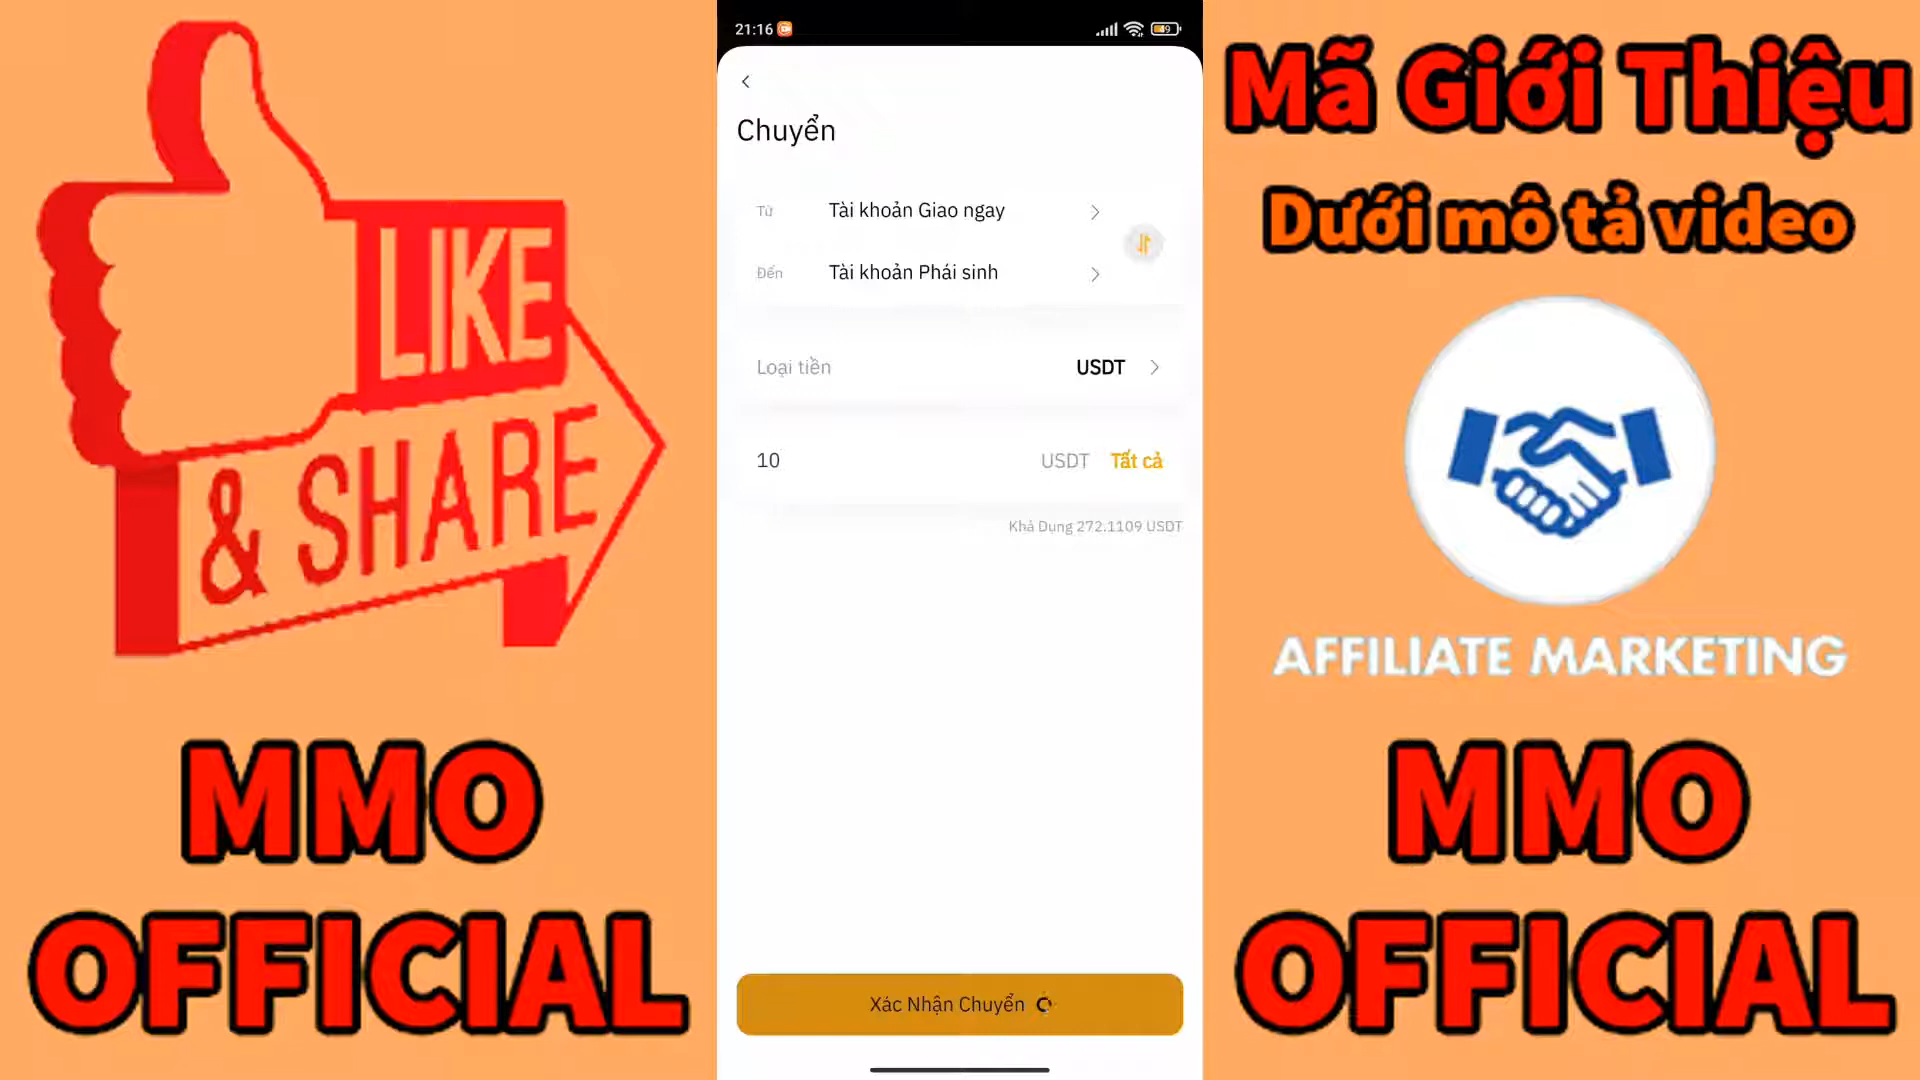 LIKE
& SHARE
MMO
OFFICIAL
21:16
49
Chuyển
Từ Tài khoản Giao ngay
Đến Tài khoản Phái sinh
Loại tiền USDT
10 USDT Tất cả
Khả Dụng 272.1109 USDT
Xác Nhận Chuyển
Mã Giới Thiệu
Dưới mô tả video
AFFILIATE MARKETING
MMO
OFFICIAL